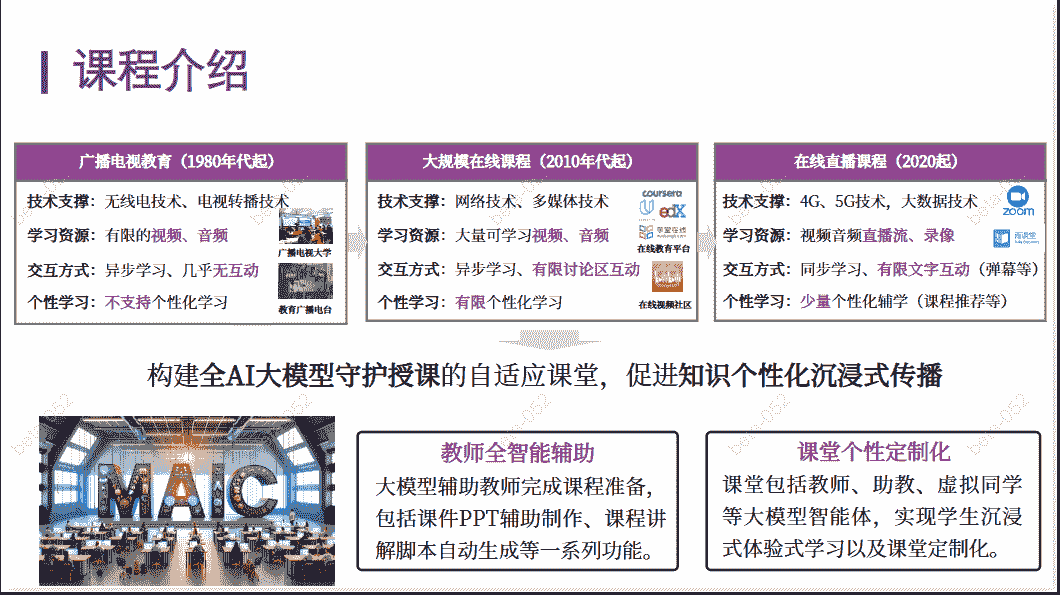 课程介绍
广播电视教育（1980年代起）
技术支撑：无线电技术、电视转播技术
学习资源：有限的视频、音频
交互方式：异步学习、几乎无互动
个性学习：不支持个性化学习
广播电视大学
教育广播电台
大规模在线课程（2010年代起）
技术支撑：网络技术、多媒体技术
学习资源：大量可学习视频、音频
交互方式：异步学习、有限讨论区互动
个性学习：有限个性化学习
coursera
edX
学堂在线
在线教育平台
在线视频社区
在线直播课程（2020起）
技术支撑：4G、5G技术，大数据技术
学习资源：视频音频直播流、录像
交互方式：同步学习、有限文字互动（弹幕等）
个性学习：少量个性化辅学（课程推荐等）
zoom
雨课堂
构建全AI大模型守护授课的自适应课堂，促进知识个性化沉浸式传播
MAIC
教师全智能辅助
大模型辅助教师完成课程准备，
包括课件PPT辅助制作、课程讲
解脚本自动生成等一系列功能。
课堂个性定制化
课堂包括教师、助教、虚拟同学
等大模型智能体，实现学生沉浸
式体验式学习以及课堂定制化。